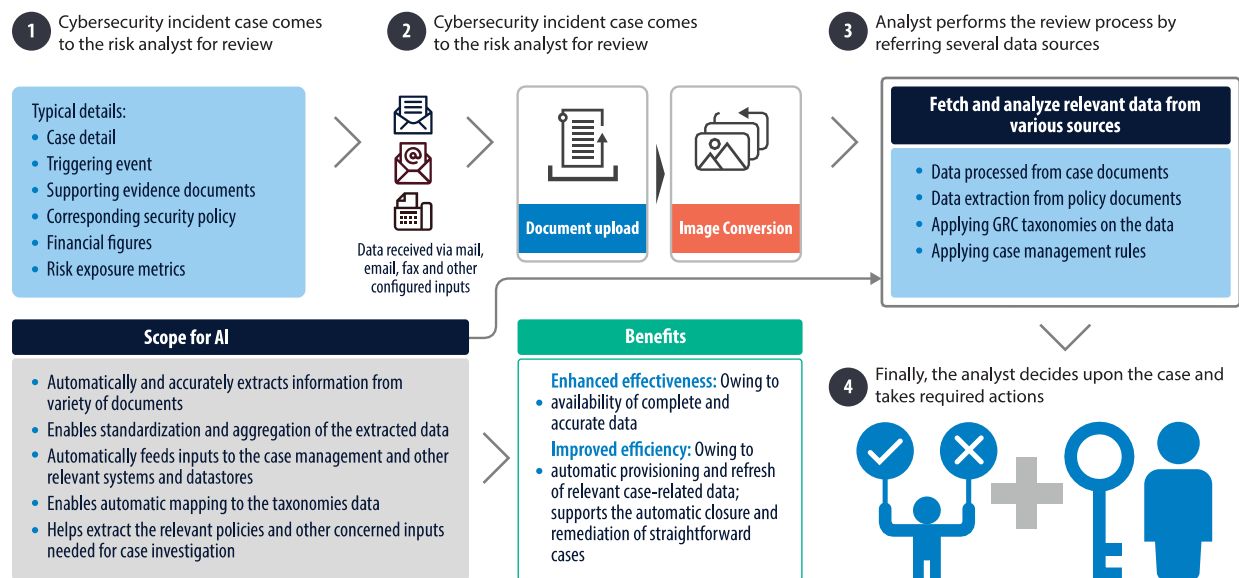 1 Cybersecurity incident case comes
to the risk analyst for review
2 Cybersecurity incident case comes
to the risk analyst for review
3 Analyst performs the review process by
referring several data sources
Typical details:
• Case detail
• Triggering event
• Supporting evidence documents
• Corresponding security policy
• Financial figures
• Risk exposure metrics
@
Data received via mail,
email, fax and other
configured inputs
Document upload
Image Conversion
Fetch and analyze relevant data from
various sources
• Data processed from case documents
• Data extraction from policy documents
• Applying GRC taxonomies on the data
• Applying case management rules
Scope for AI
• Automatically and accurately extracts information from
variety of documents
• Enables standardization and aggregation of the extracted data
• Automatically feeds inputs to the case management and other
relevant systems and datastores
• Enables automatic mapping to the taxonomies data
• Helps extract the relevant policies and other concerned inputs
needed for case investigation
Benefits
Enhanced effectiveness: Owing to
• availability of complete and
accurate data
Improved efficiency: Owing to
• automatic provisioning and refresh
of relevant case-related data;
supports the automatic closure and
remediation of straightforward
cases
4 Finally, the analyst decides upon the case and
takes required actions